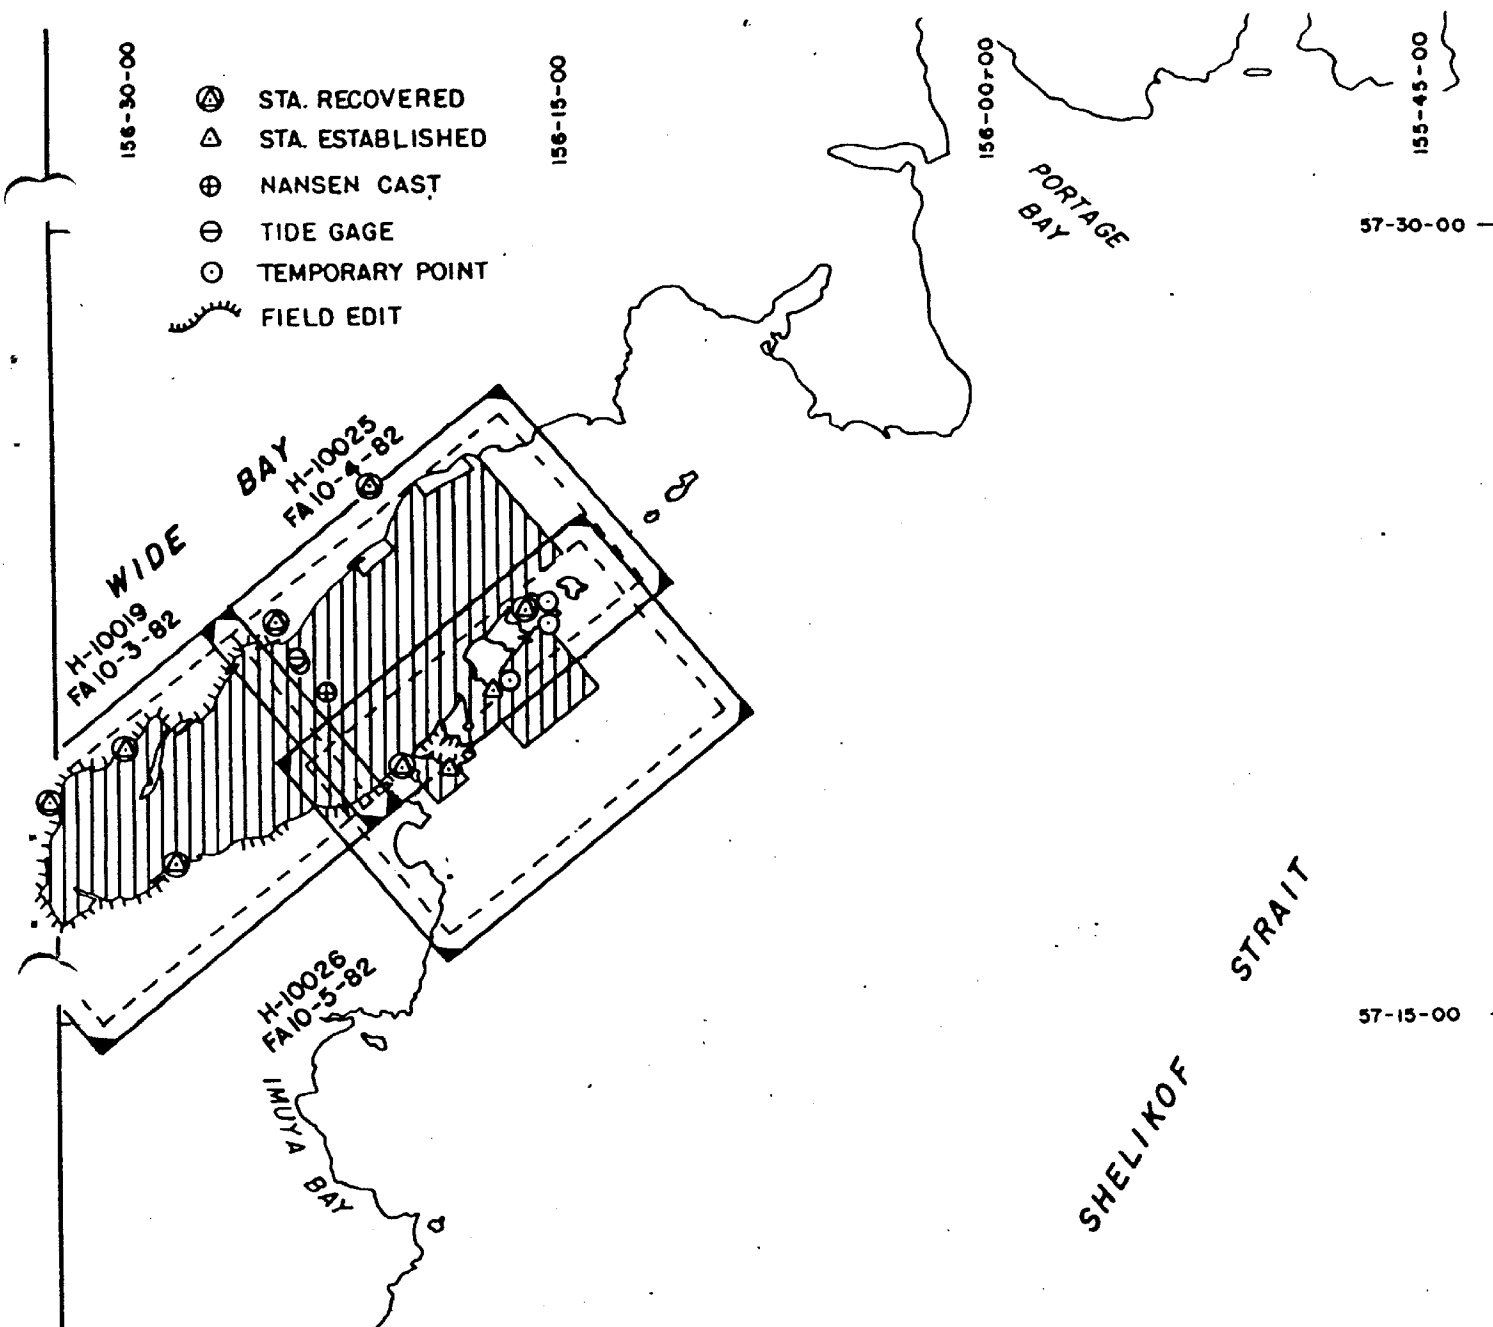 156-30-00
156-15-00
156-00-00
155-45-00
STA. RECOVERED
STA. ESTABLISHED
NANSEN CAST
TIDE GAGE
TEMPORARY POINT
FIELD EDIT
PORTAGE
BAY
57-30-00
WIDE BAY
H-10025
FA10-4-82
H-10019
FA10-3-82
H-10026
FA10-5-82
IMUYA BAY
SHELIKOF STRAIT
57-15-00